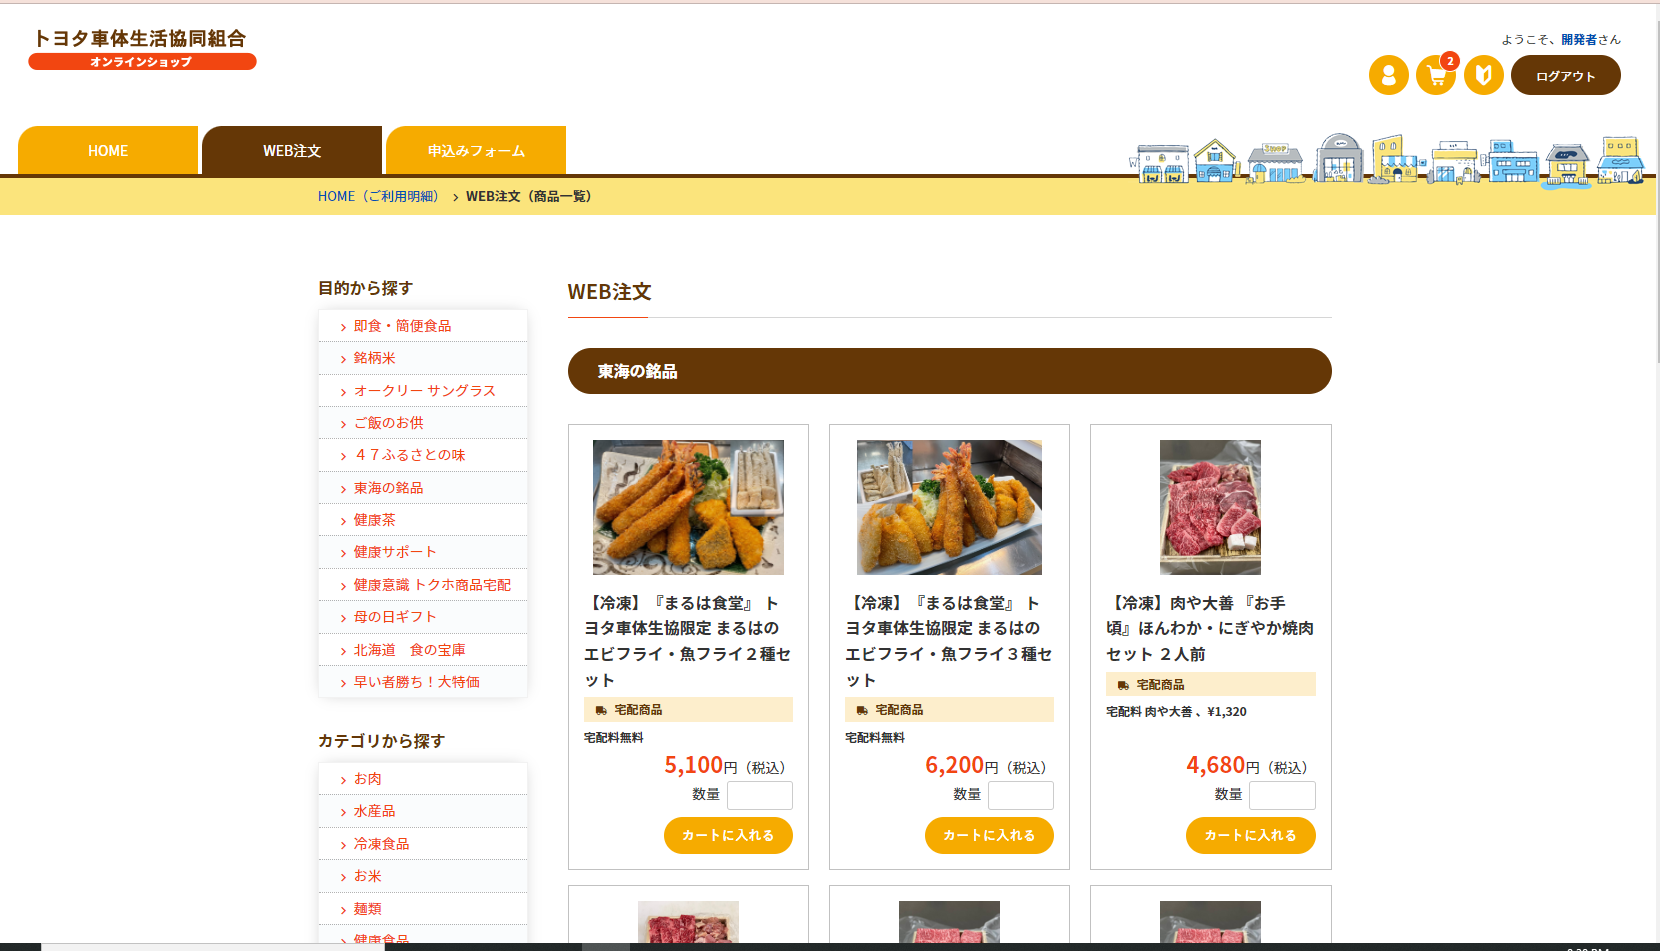 トヨタ車体生活協同組合
オンラインショップ
ようこそ、開発者さん
2
ログアウト
HOME
WEB注文
申込みフォーム
HOME（ご利用明細） > WEB注文（商品一覧）
目的から探す
即食・簡便食品
銘柄米
オークリー サングラス
ご飯のお供
４７ふるさとの味
東海の銘品
健康茶
健康サポート
健康意識 トクホ商品宅配
母の日ギフト
北海道　食の宝庫
早い者勝ち！大特価
カテゴリから探す
お肉
水産品
冷凍食品
お米
麺類
健康食品
WEB注文
東海の銘品
【冷凍】『まるは食堂』 ト
ヨタ車体生協限定 まるはの
エビフライ・魚フライ２種セ
ット
宅配商品
宅配料無料
5,100円（税込）
数量
カートに入れる
【冷凍】『まるは食堂』 ト
ヨタ車体生協限定 まるはの
エビフライ・魚フライ３種セ
ット
宅配商品
宅配料無料
6,200円（税込）
数量
カートに入れる
【冷凍】肉や大善 『お手
頃』ほんわか・にぎやか焼肉
セット ２人前
宅配商品
宅配料 肉や大善 、¥1,320
4,680円（税込）
数量
カートに入れる